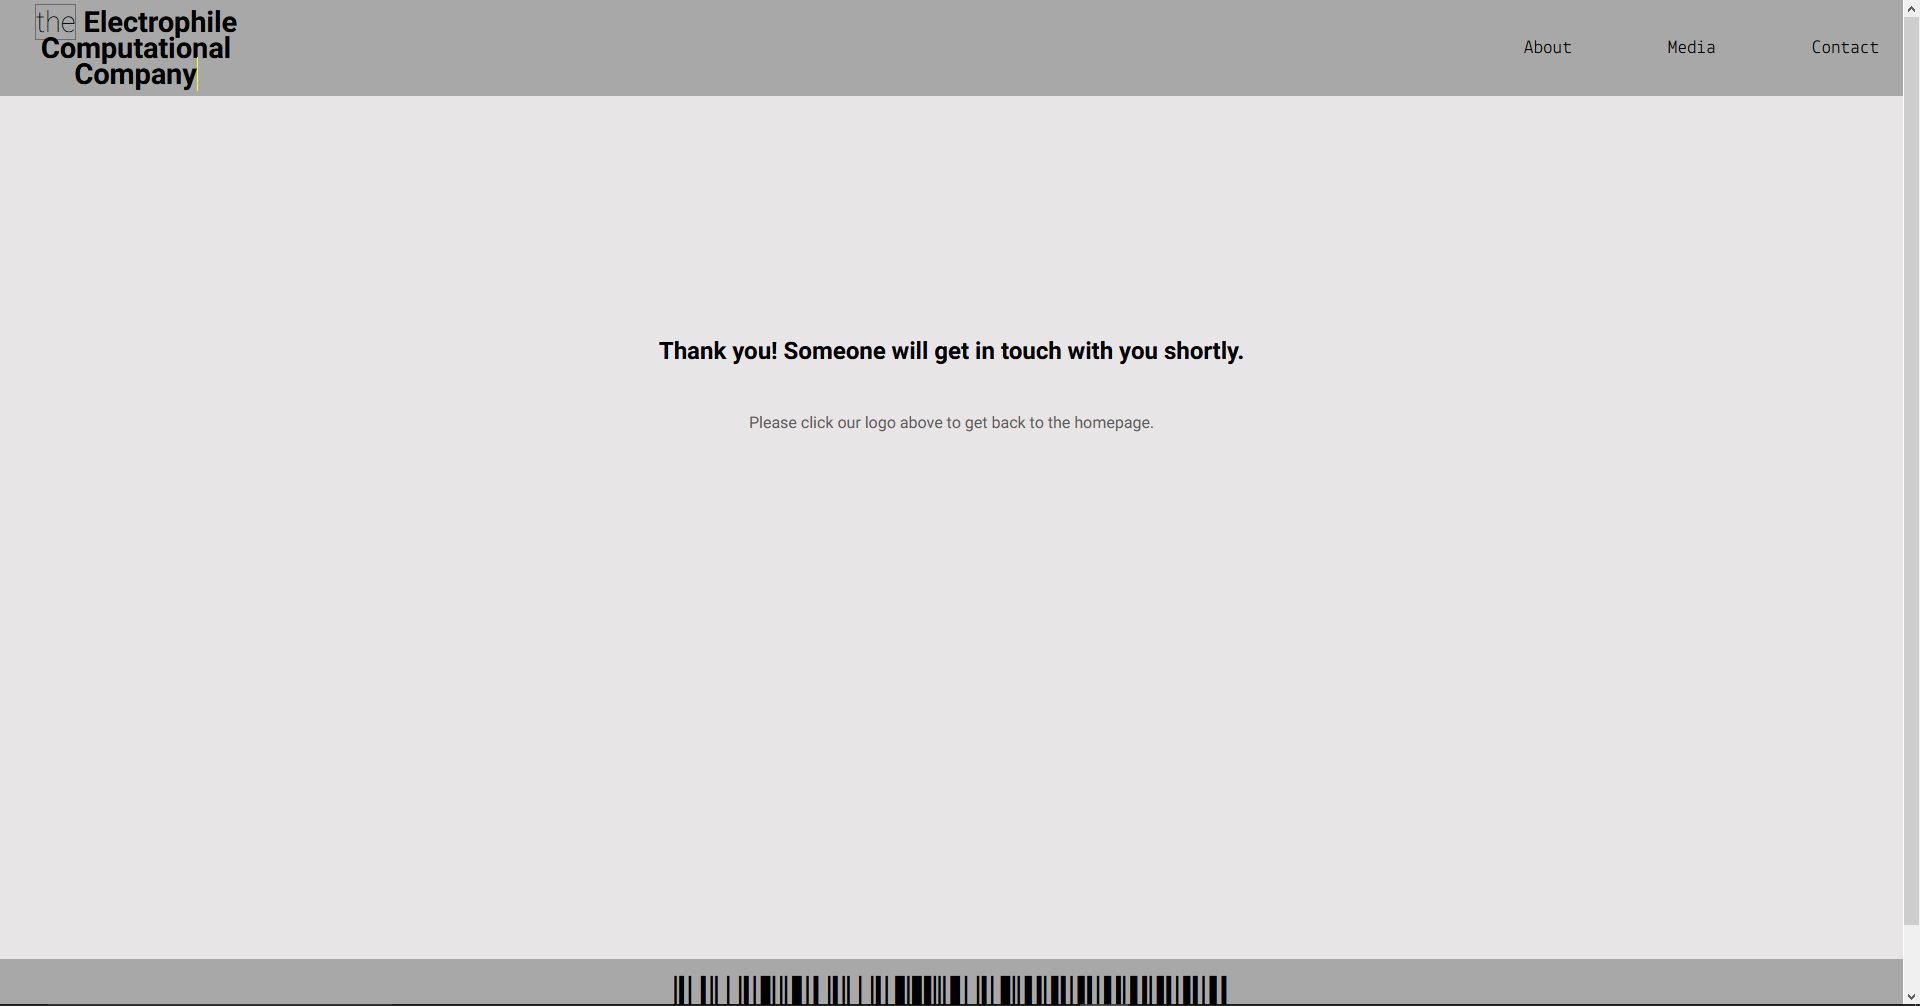 the Electrophile
Computational
Company
About
Media
Contact
Thank you! Someone will get in touch with you shortly.
Please click our logo above to get back to the homepage.